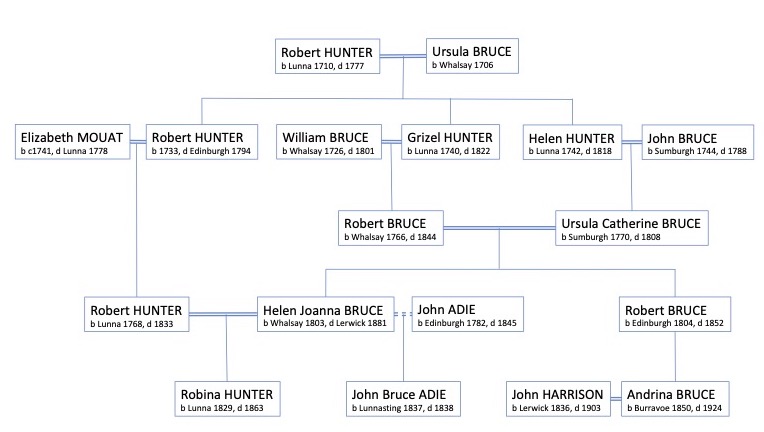 Robert HUNTER
b Lunna 1710, d 1777
Ursula BRUCE
b Whalsay 1706
Elizabeth MOUAT
b c1741, d Lunna 1778
Robert HUNTER
b 1733, d Edinburgh 1794
William BRUCE
b Whalsay 1726, d 1801
Grizel HUNTER
b Lunna 1740, d 1822
Helen HUNTER
b Lunna 1742, d 1818
John BRUCE
b Sumburgh 1744, d 1788
Robert BRUCE
b Whalsay 1766, d 1844
Ursula Catherine BRUCE
b Sumburgh 1770, d 1808
Robert HUNTER
b Lunna 1768, d 1833
Helen Joanna BRUCE
b Whalsay 1803, d Lerwick 1881
John ADIE
b Edinburgh 1782, d 1845
Robert BRUCE
b Edinburgh 1804, d 1852
Robina HUNTER
b Lunna 1829, d 1863
John Bruce ADIE
b Lunnasting 1837, d 1838
John HARRISON
b Lerwick 1836, d 1903
Andrina BRUCE
b Burravoe 1850, d 1924